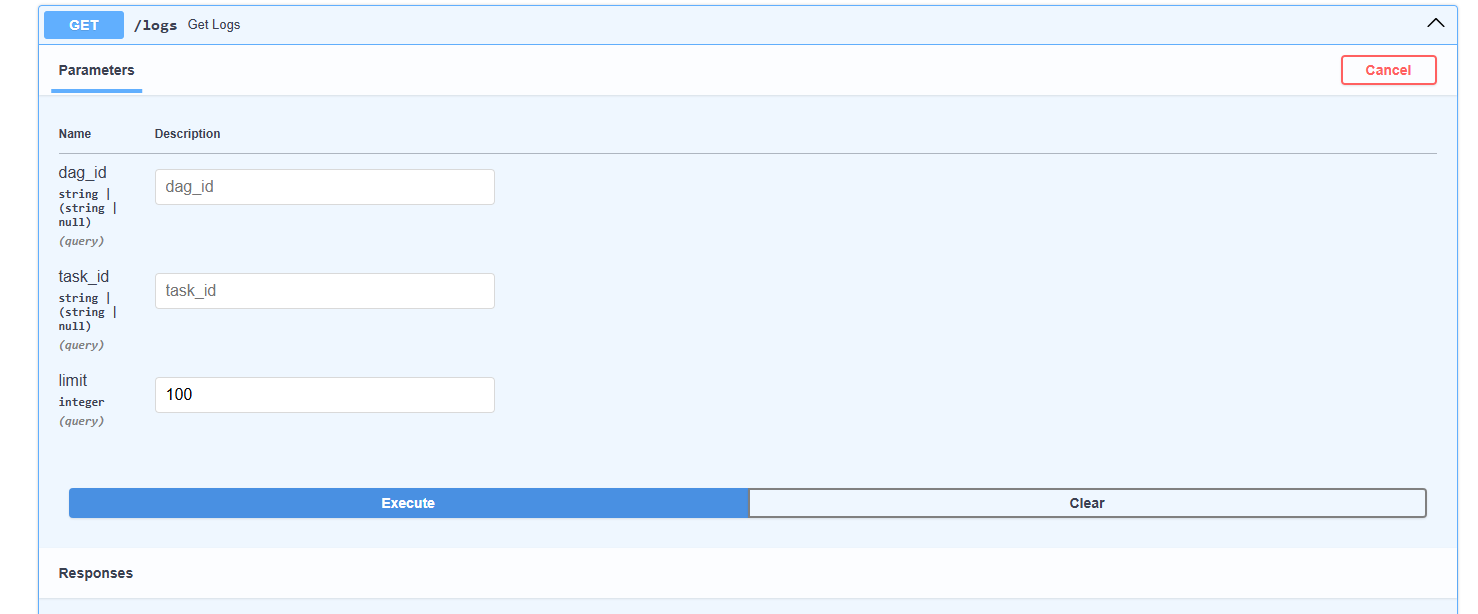 GET /logs Get Logs
Parameters
Cancel
Name Description
dag_id
string |
(string |
null)
(query)
dag_id
task_id
string |
(string |
null)
(query)
task_id
limit
integer
(query)
100
Execute
Clear
Responses